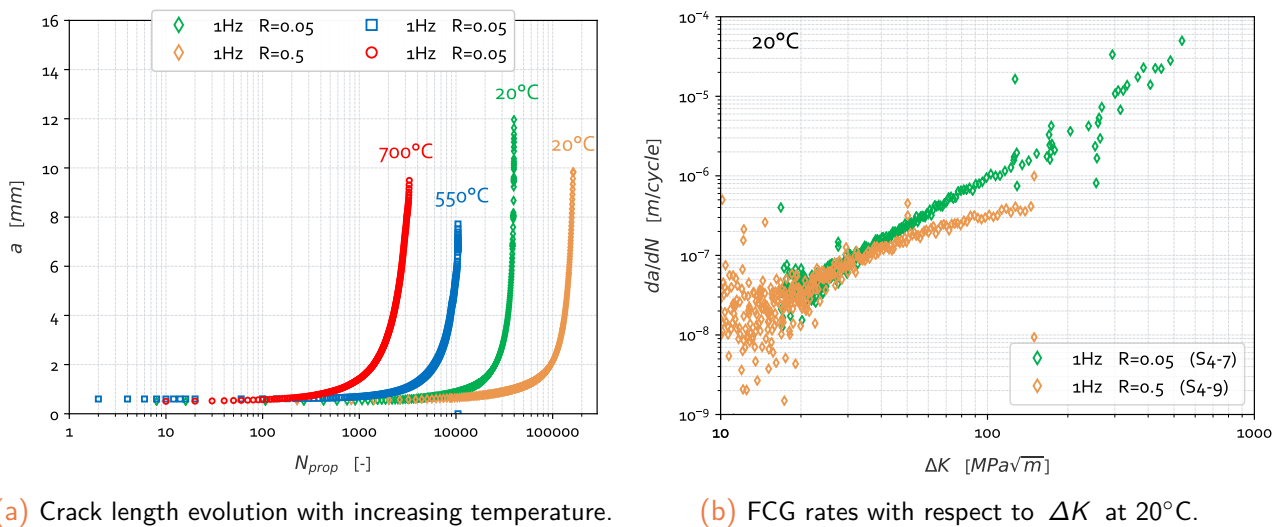 16
14
12
10
8
6
4
2
0
a [mm]
1Hz R=0.05
1Hz R=0.5
1Hz R=0.05
1Hz R=0.05
700°C
550°C
20°C
20°C
1 10 100 1000 10000 100000
N_prop [-]
(a) Crack length evolution with increasing temperature.
20°C
10⁻⁴
10⁻⁵
10⁻⁶
10⁻⁷
10⁻⁸
10⁻⁹
da/dN [m/cycle]
1Hz R=0.05 (S4-7)
1Hz R=0.5 (S4-9)
10 100 1000
ΔK [MPa√m]
(b) FCG rates with respect to ΔK at 20°C.